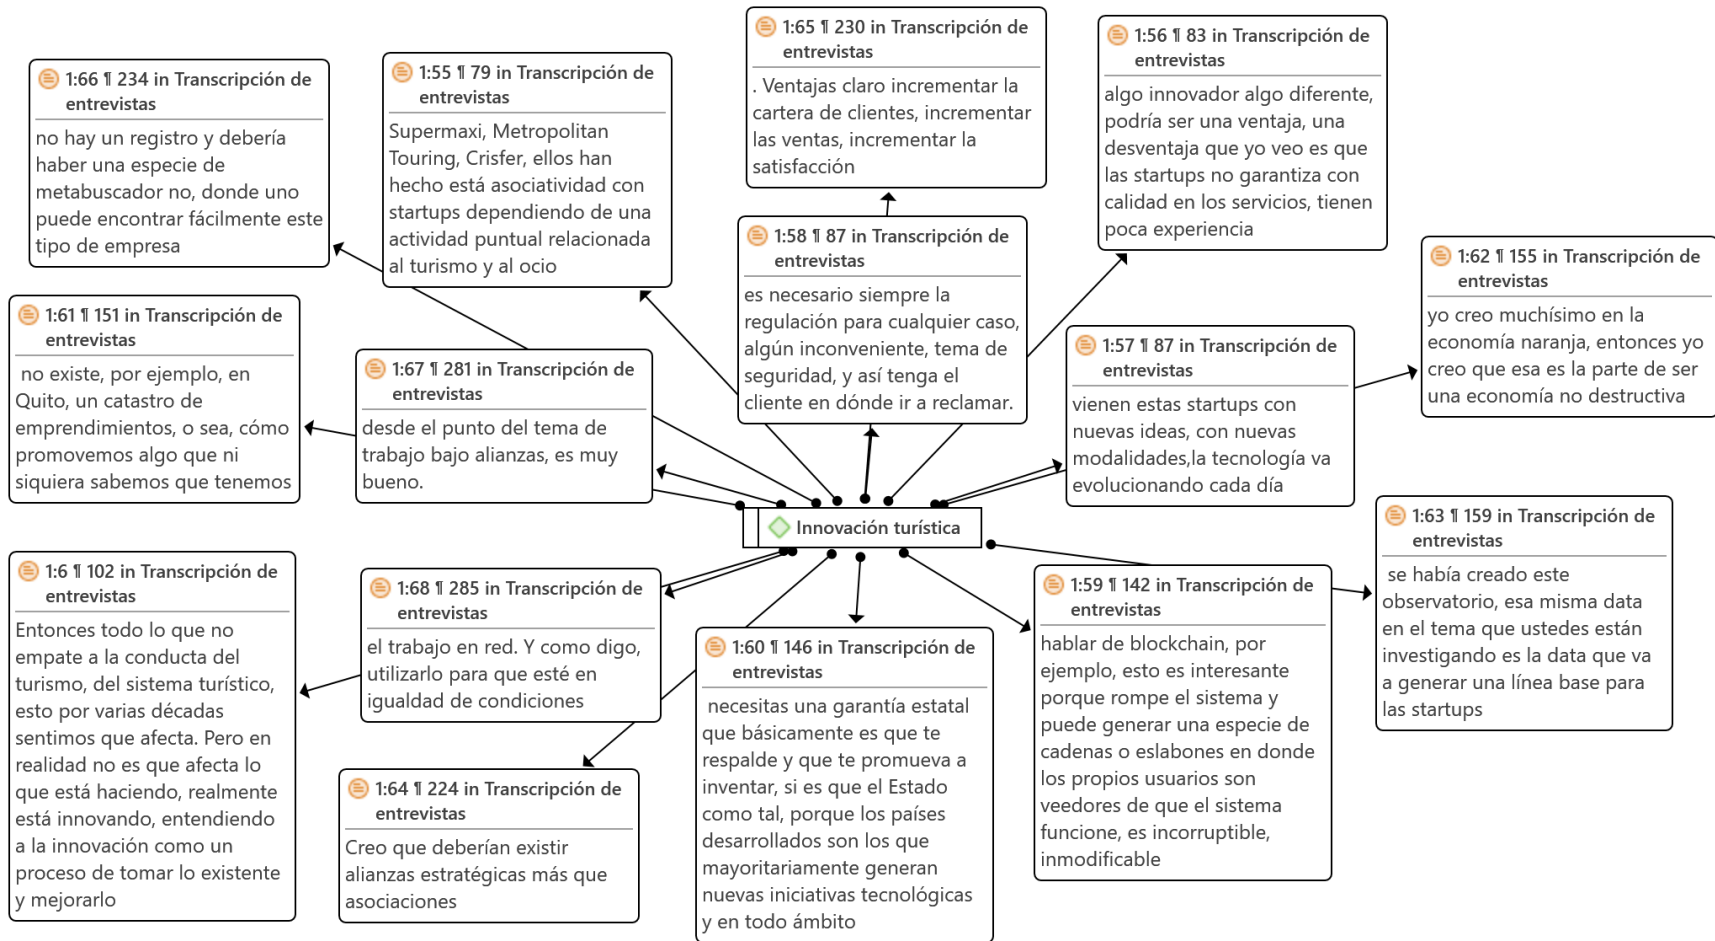 1:66 ¶ 234 in Transcripción de
entrevistas
no hay un registro y debería
haber una especie de
metabuscador no, donde uno
puede encontrar fácilmente este
tipo de empresa
1:55 ¶ 79 in Transcripción de
entrevistas
Supermaxi, Metropolitan
Touring, Crisfer, ellos han
hecho está asociatividad con
startups dependiendo de una
actividad puntual relacionada
al turismo y al ocio
1:65 ¶ 230 in Transcripción de
entrevistas
. Ventajas claro incrementar la
cartera de clientes, incrementar
las ventas, incrementar la
satisfacción
1:56 ¶ 83 in Transcripción de
entrevistas
algo innovador algo diferente,
podría ser una ventaja, una
desventaja que yo veo es que
las startups no garantiza con
calidad en los servicios, tienen
poca experiencia
1:58 ¶ 87 in Transcripción de
entrevistas
es necesario siempre la
regulación para cualquier caso,
algún inconveniente, tema de
seguridad, y así tenga el
cliente en dónde ir a reclamar.
1:62 ¶ 155 in Transcripción de
entrevistas
yo creo muchísimo en la
economía naranja, entonces yo
creo que esa es la parte de ser
una economía no destructiva
1:61 ¶ 151 in Transcripción de
entrevistas
no existe, por ejemplo, en
Quito, un catastro de
emprendimientos, o sea, cómo
promovemos algo que ni
siquiera sabemos que tenemos
1:67 ¶ 281 in Transcripción de
entrevistas
desde el punto del tema de
trabajo bajo alianzas, es muy
bueno.
1:57 ¶ 87 in Transcripción de
entrevistas
vienen estas startups con
nuevas ideas, con nuevas
modalidades,la tecnología va
evolucionando cada día
Innovación turística
1:63 ¶ 159 in Transcripción de
entrevistas
se había creado este
observatorio, esa misma data
en el tema que ustedes están
investigando es la data que va
a generar una línea base para
las startups
1:6 ¶ 102 in Transcripción de
entrevistas
Entonces todo lo que no
empate a la conducta del
turismo, del sistema turístico,
esto por varias décadas
sentimos que afecta. Pero en
realidad no es que afecta lo
que está haciendo, realmente
está innovando, entendiendo
a la innovación como un
proceso de tomar lo existente
y mejorarlo
1:68 ¶ 285 in Transcripción de
entrevistas
el trabajo en red. Y como digo,
utilizarlo para que esté en
igualdad de condiciones
1:59 ¶ 142 in Transcripción de
entrevistas
hablar de blockchain, por
ejemplo, esto es interesante
porque rompe el sistema y
puede generar una especie de
cadenas o eslabones en donde
los propios usuarios son
veedores de que el sistema
funcione, es incorruptible,
inmodificable
1:60 ¶ 146 in Transcripción de
entrevistas
necesitas una garantía estatal
que básicamente es que te
respalde y que te promueva a
inventar, si es que el Estado
como tal, porque los países
desarrollados son los que
mayoritariamente generan
nuevas iniciativas tecnológicas
y en todo ámbito
1:64 ¶ 224 in Transcripción de
entrevistas
Creo que deberían existir
alianzas estratégicas más que
asociaciones